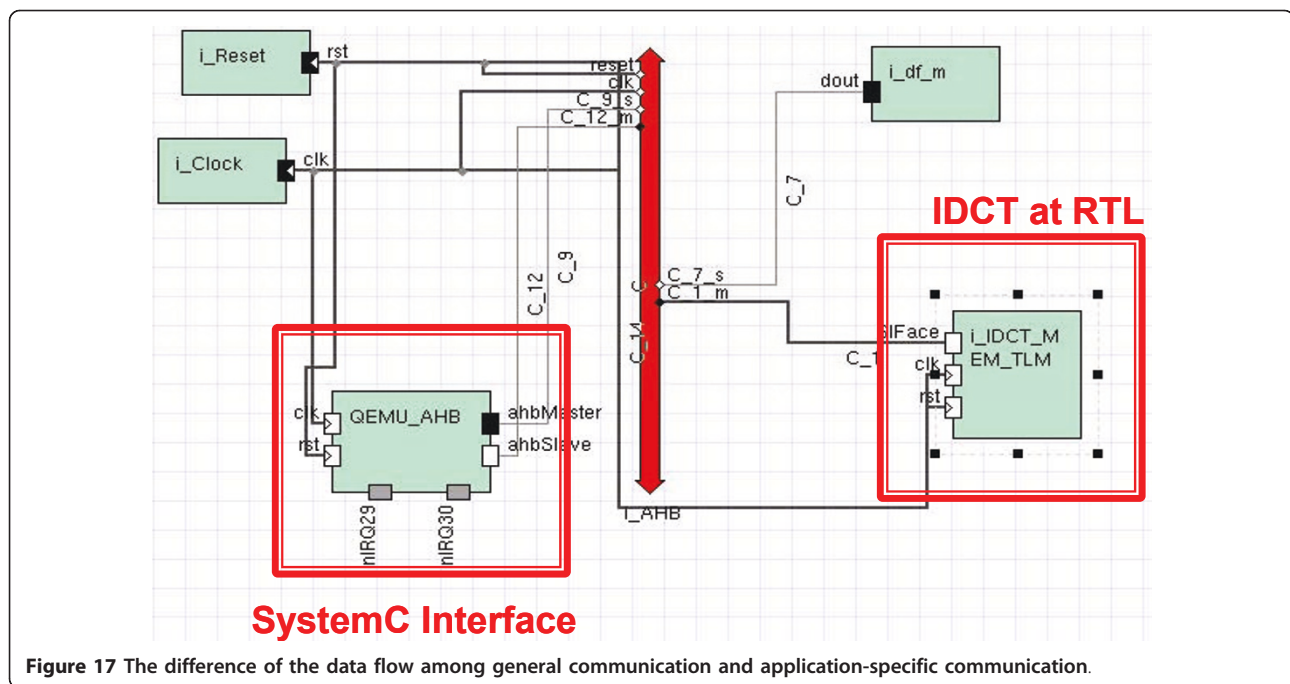 i_Reset
rst
reset
clk
C_9_s
C_12_m
dout
i_df_m
i_Clock
clk
C_7
IDCT at RTL
C_9
C_12
C_7_s
C_1_m
C_14
SlFace
C_1
i_IDCT_M
EM_TLM
clk
rst
clk
rst
QEMU_AHB
ahbMaster
ahbSlave
nIRQ29
nIRQ30
i_AHB
SystemC Interface
Figure 17 The difference of the data flow among general communication and application-specific communication.